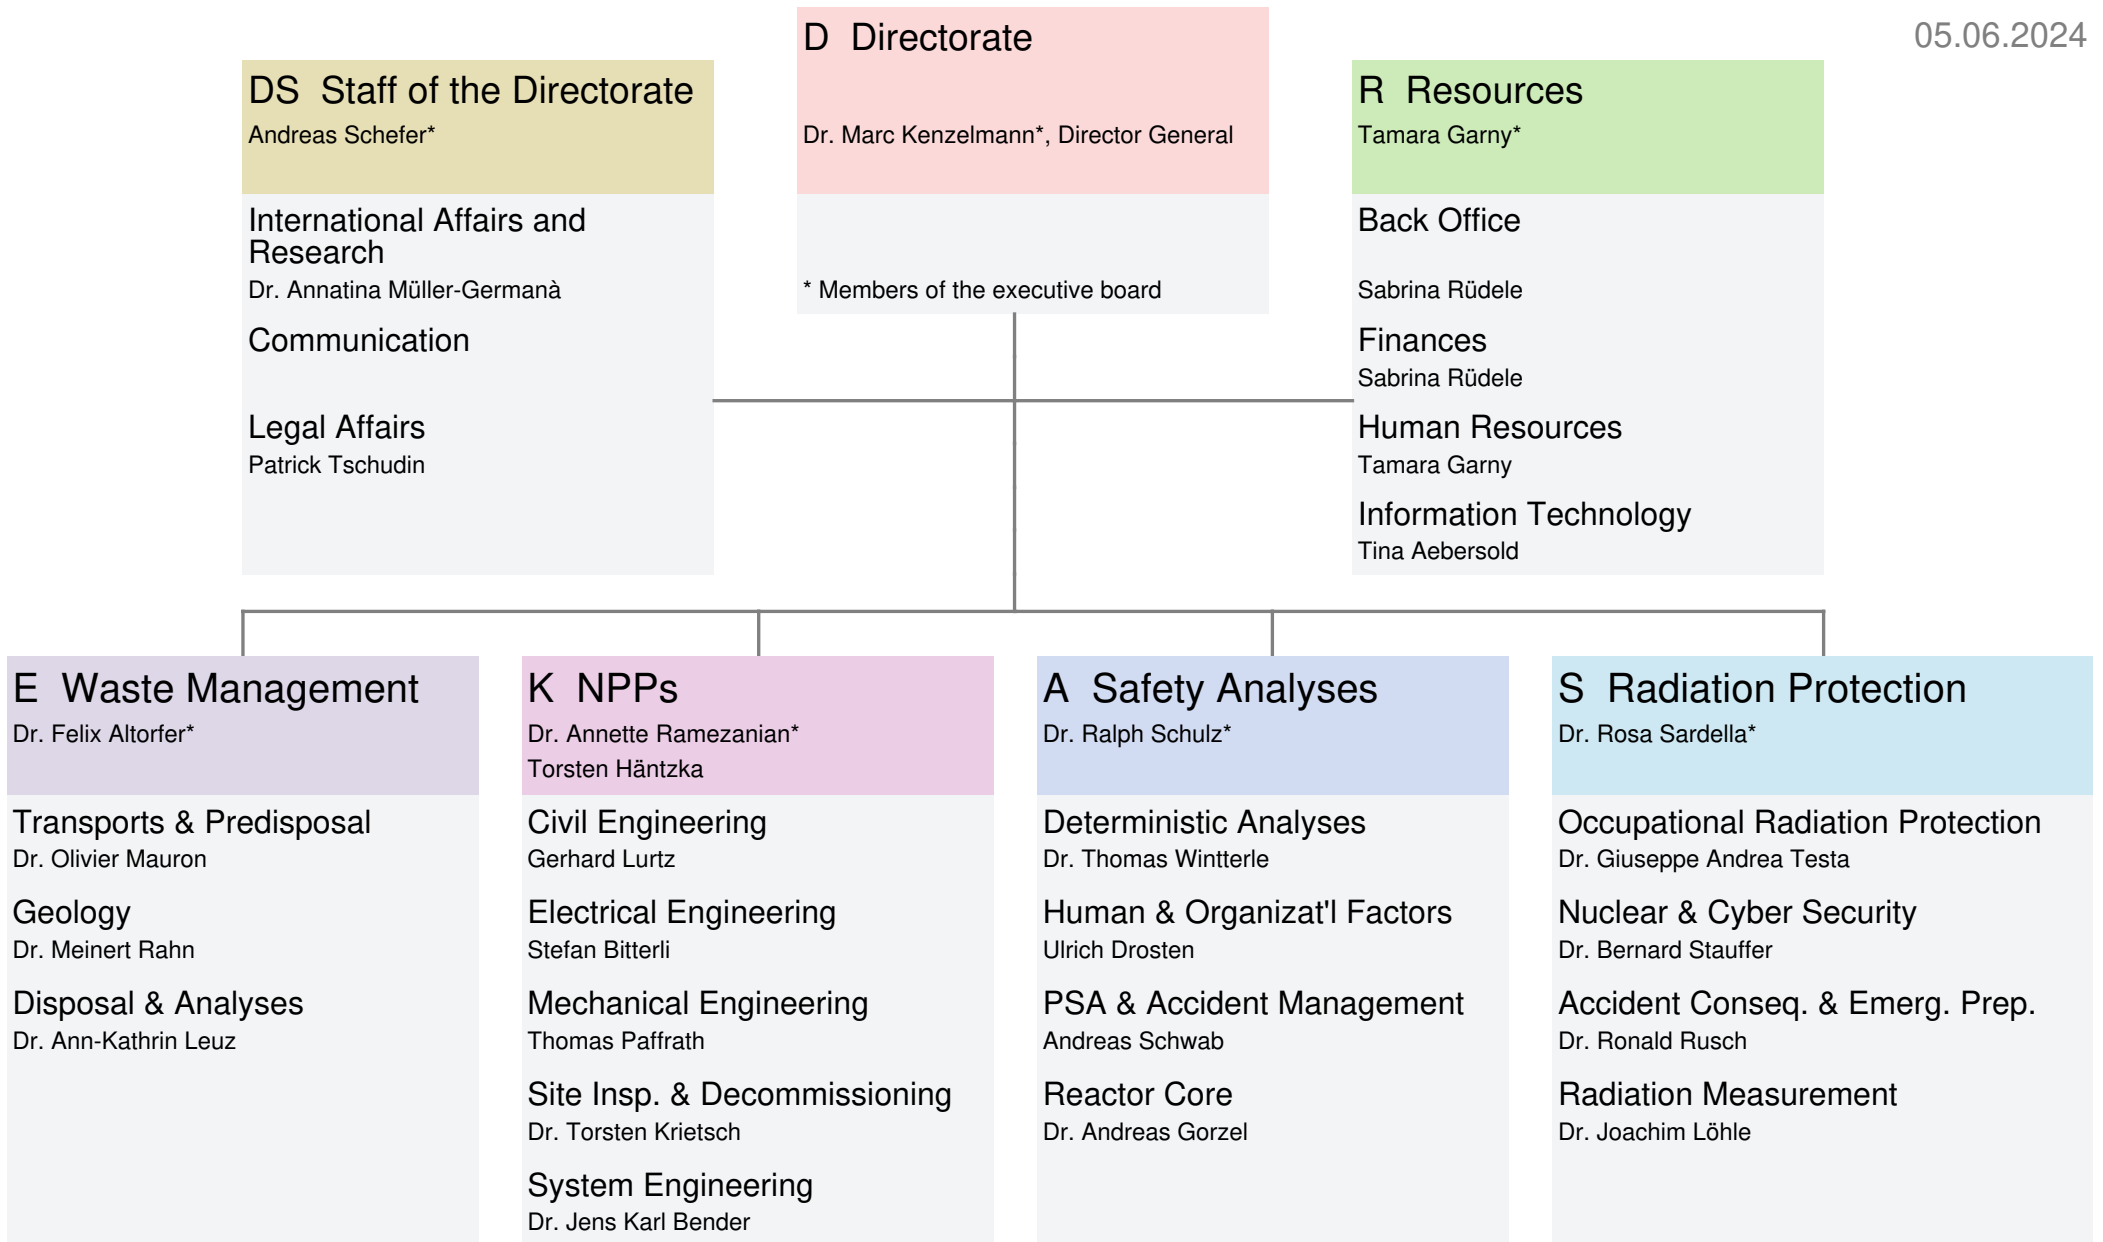 D Directorate
05.06.2024
Dr. Marc Kenzelmann*, Director General
* Members of the executive board
DS Staff of the Directorate
Andreas Schefer*
International Affairs and
Research
Dr. Annatina Müller-Germanà
Communication
Legal Affairs
Patrick Tschudin
R Resources
Tamara Garny*
Back Office
Sabrina Rüdele
Finances
Sabrina Rüdele
Human Resources
Tamara Garny
Information Technology
Tina Aebersold
E Waste Management
Dr. Felix Altorfer*
Transports & Predisposal
Dr. Olivier Mauron
Geology
Dr. Meinert Rahn
Disposal & Analyses
Dr. Ann-Kathrin Leuz
K NPPs
Dr. Annette Ramezanian*
Torsten Häntzka
Civil Engineering
Gerhard Lurtz
Electrical Engineering
Stefan Bitterli
Mechanical Engineering
Thomas Paffrath
Site Insp. & Decommissioning
Dr. Torsten Krietsch
System Engineering
Dr. Jens Karl Bender
A Safety Analyses
Dr. Ralph Schulz*
Deterministic Analyses
Dr. Thomas Wintterle
Human & Organizat'l Factors
Ulrich Drosten
PSA & Accident Management
Andreas Schwab
Reactor Core
Dr. Andreas Gorzel
S Radiation Protection
Dr. Rosa Sardella*
Occupational Radiation Protection
Dr. Giuseppe Andrea Testa
Nuclear & Cyber Security
Dr. Bernard Stauffer
Accident Conseq. & Emerg. Prep.
Dr. Ronald Rusch
Radiation Measurement
Dr. Joachim Löhle